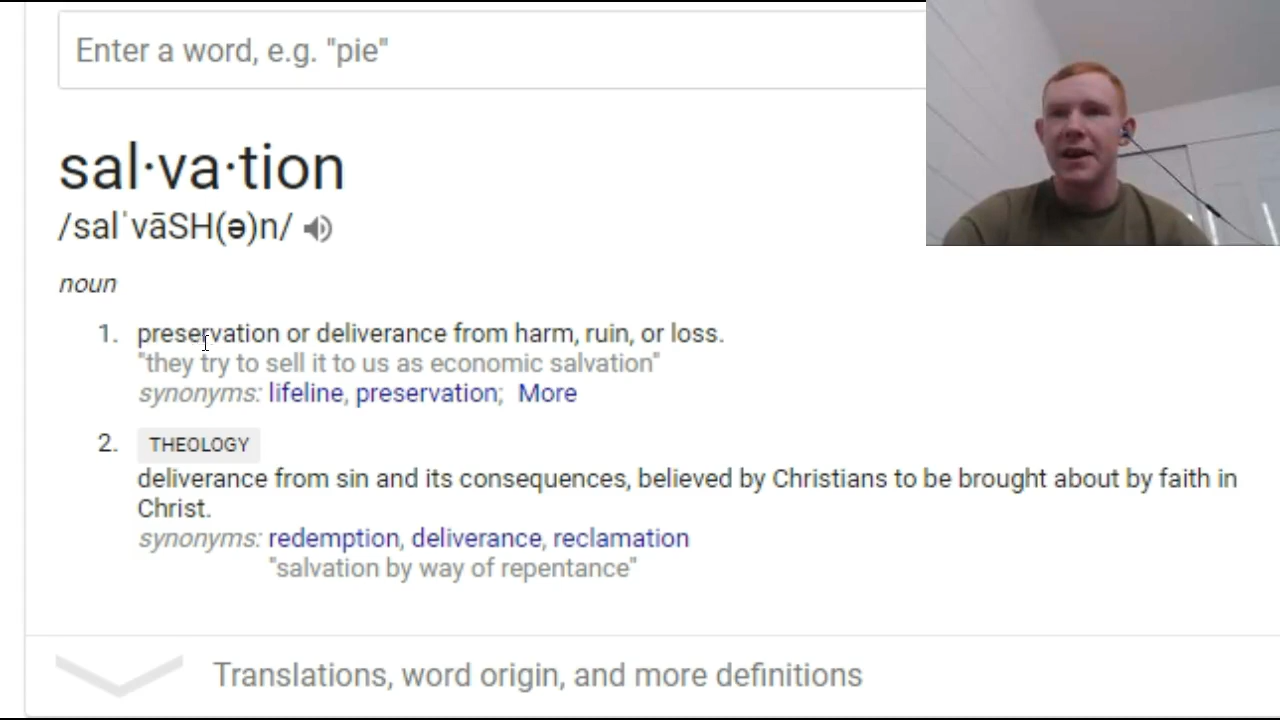 Enter a word, e.g. "pie"
sal·va·tion
/salˈvāSH(ə)n/
noun
1. preservation or deliverance from harm, ruin, or loss.
"they try to sell it to us as economic salvation"
synonyms: lifeline, preservation; More
2. THEOLOGY
deliverance from sin and its consequences, believed by Christians to be brought about by faith in
Christ.
synonyms: redemption, deliverance, reclamation
"salvation by way of repentance"
Translations, word origin, and more definitions